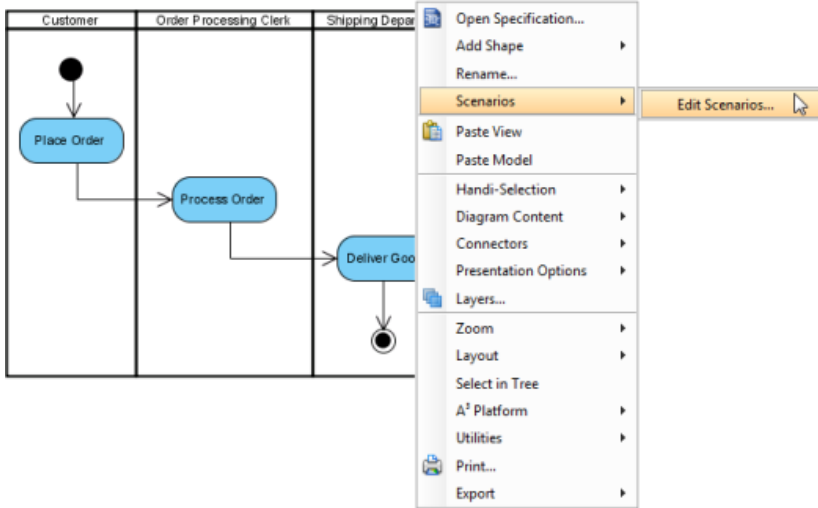 Customer
Order Processing Clerk
Shipping Depar
Place Order
Process Order
Deliver Goo
Open Specification...
Add Shape
Rename...
Scenarios
Edit Scenarios...
Paste View
Paste Model
Handi-Selection
Diagram Content
Connectors
Presentation Options
Layers...
Zoom
Layout
Select in Tree
A³ Platform
Utilities
Print...
Export